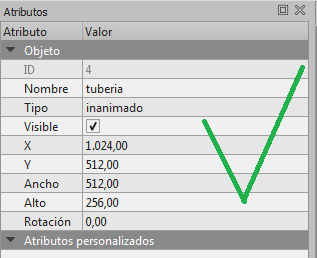 Atributos
Atributo Valor
Objeto
ID 4
Nombre tuberia
Tipo inanimado
Visible
X 1.024,00
Y 512,00
Ancho 512,00
Alto 256,00
Rotación 0,00
Atributos personalizados